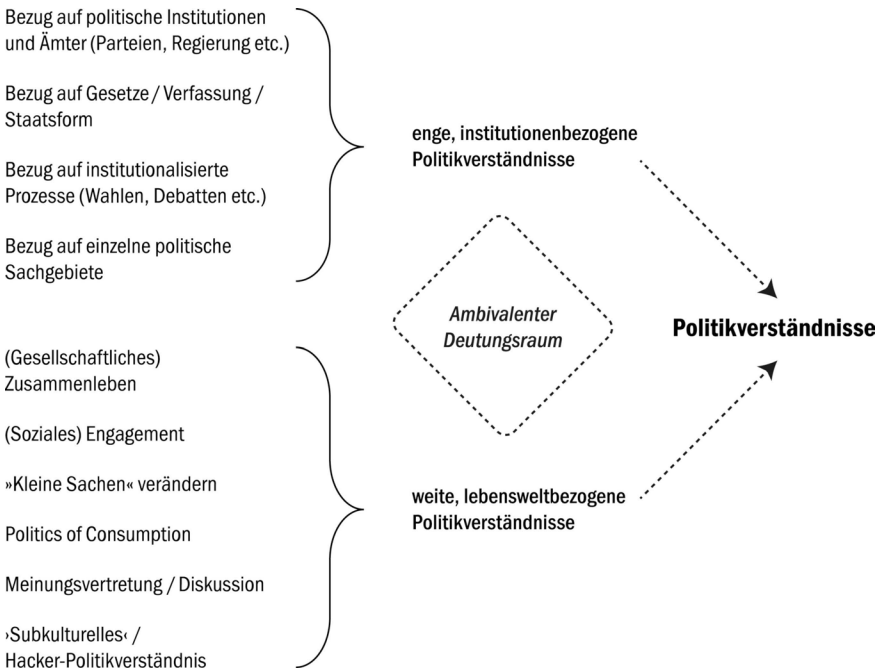 Bezug auf politische Institutionen
und Ämter (Parteien, Regierung etc.)
Bezug auf Gesetze / Verfassung /
Staatsform
Bezug auf institutionalisierte
Prozesse (Wahlen, Debatten etc.)
Bezug auf einzelne politische
Sachgebiete
enge, institutionenbezogene
Politikverständnisse
Ambivalenter
Deutungsraum
Politikverständnisse
(Gesellschaftliches)
Zusammenleben
(Soziales) Engagement
»Kleine Sachen« verändern
Politics of Consumption
Meinungsvertretung / Diskussion
›Subkulturelles‹ /
Hacker-Politikverständnis
weite, lebensweltbezogene
Politikverständnisse